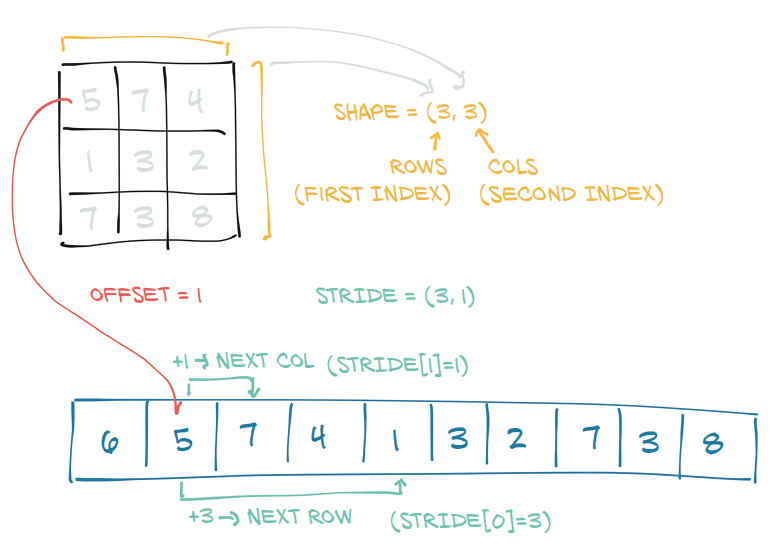 5 7 4
1 3 2
7 3 8
SHAPE = (3, 3)
ROWS COLS
(FIRST INDEX) (SECOND INDEX)
OFFSET = 1 STRIDE = (3, 1)
+1 → NEXT COL (STRIDE[1]=1)
6 5 7 4 1 3 2 7 3 8
+3 → NEXT ROW (STRIDE[0]=3)